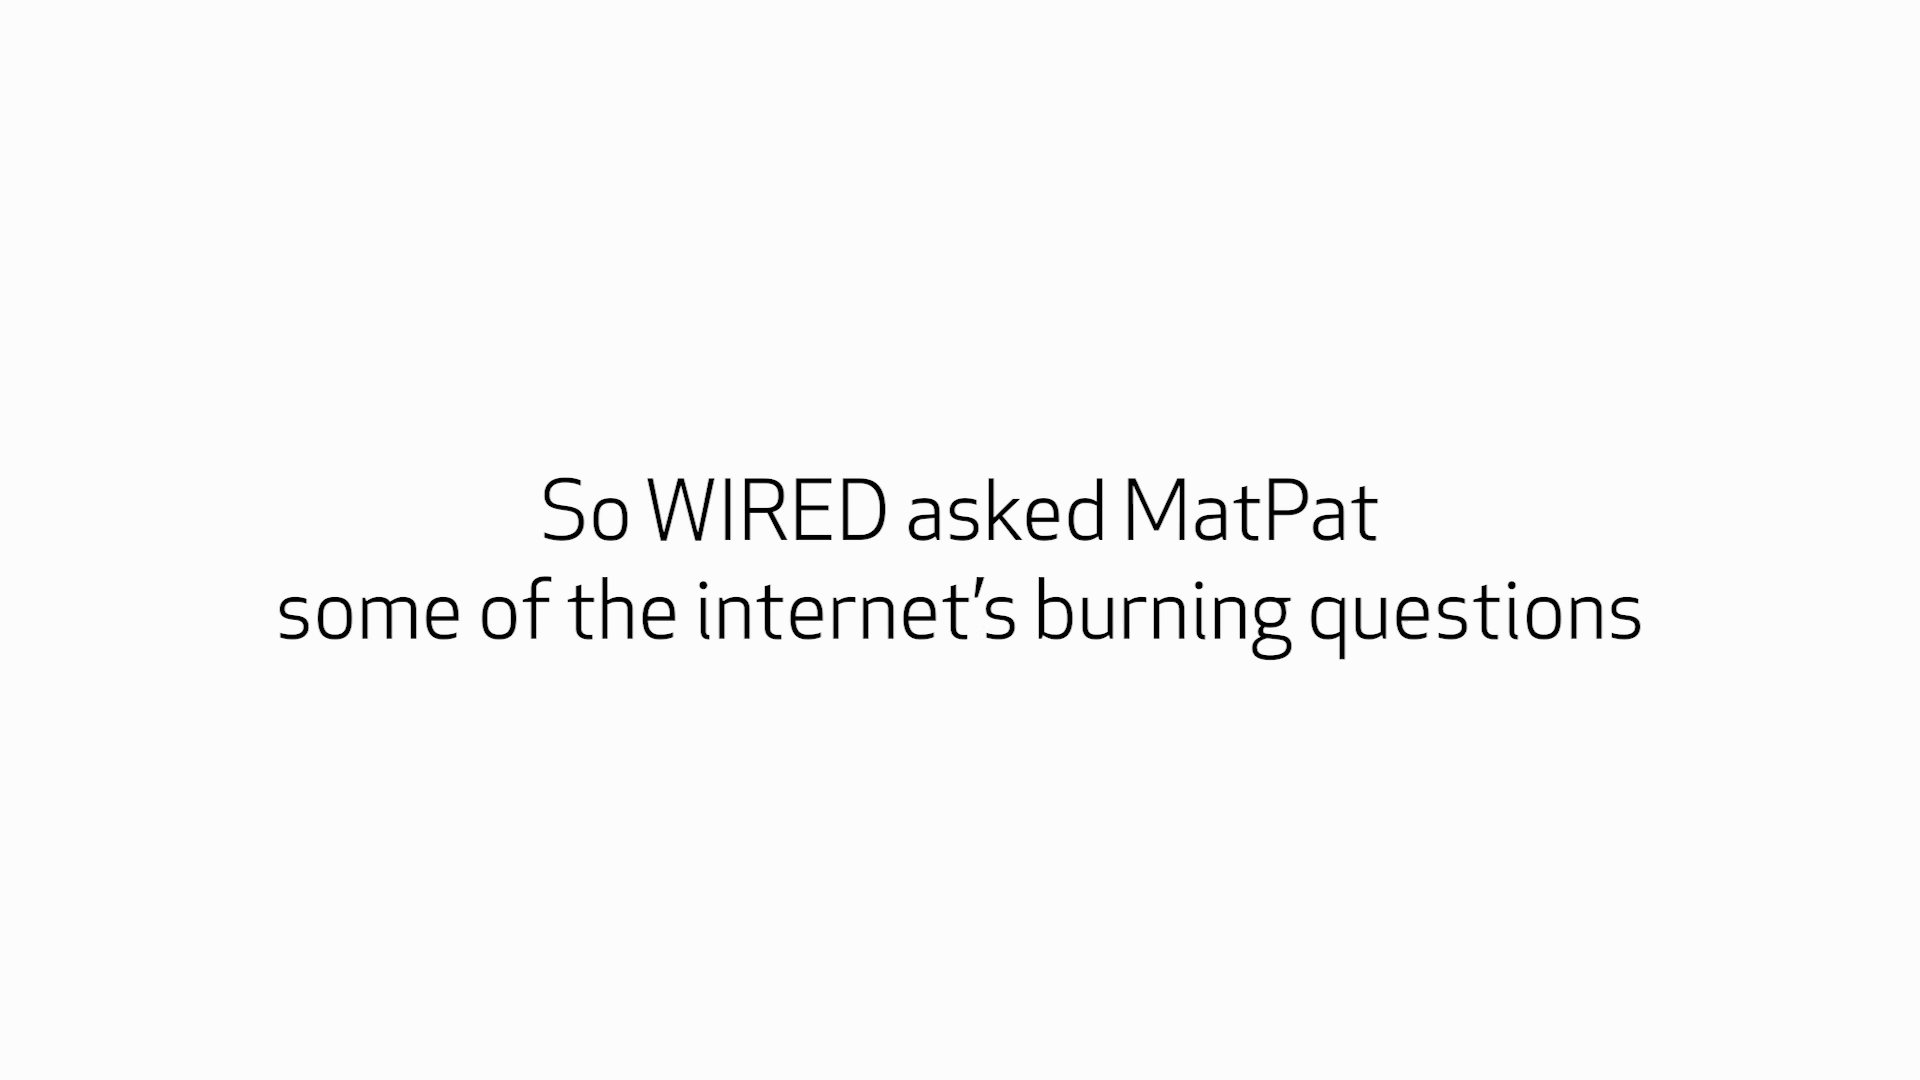 So WIRED asked MatPat
some of the internet’s burning questions